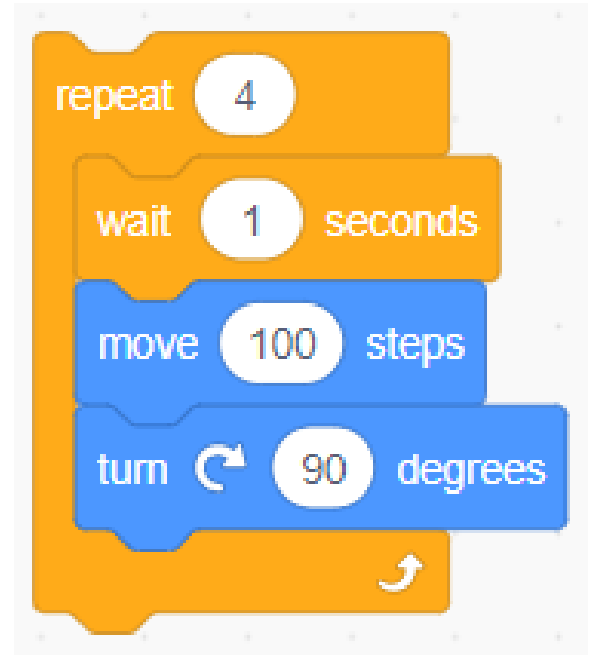 repeat 4
wait 1 seconds
move 100 steps
turn 90 degrees